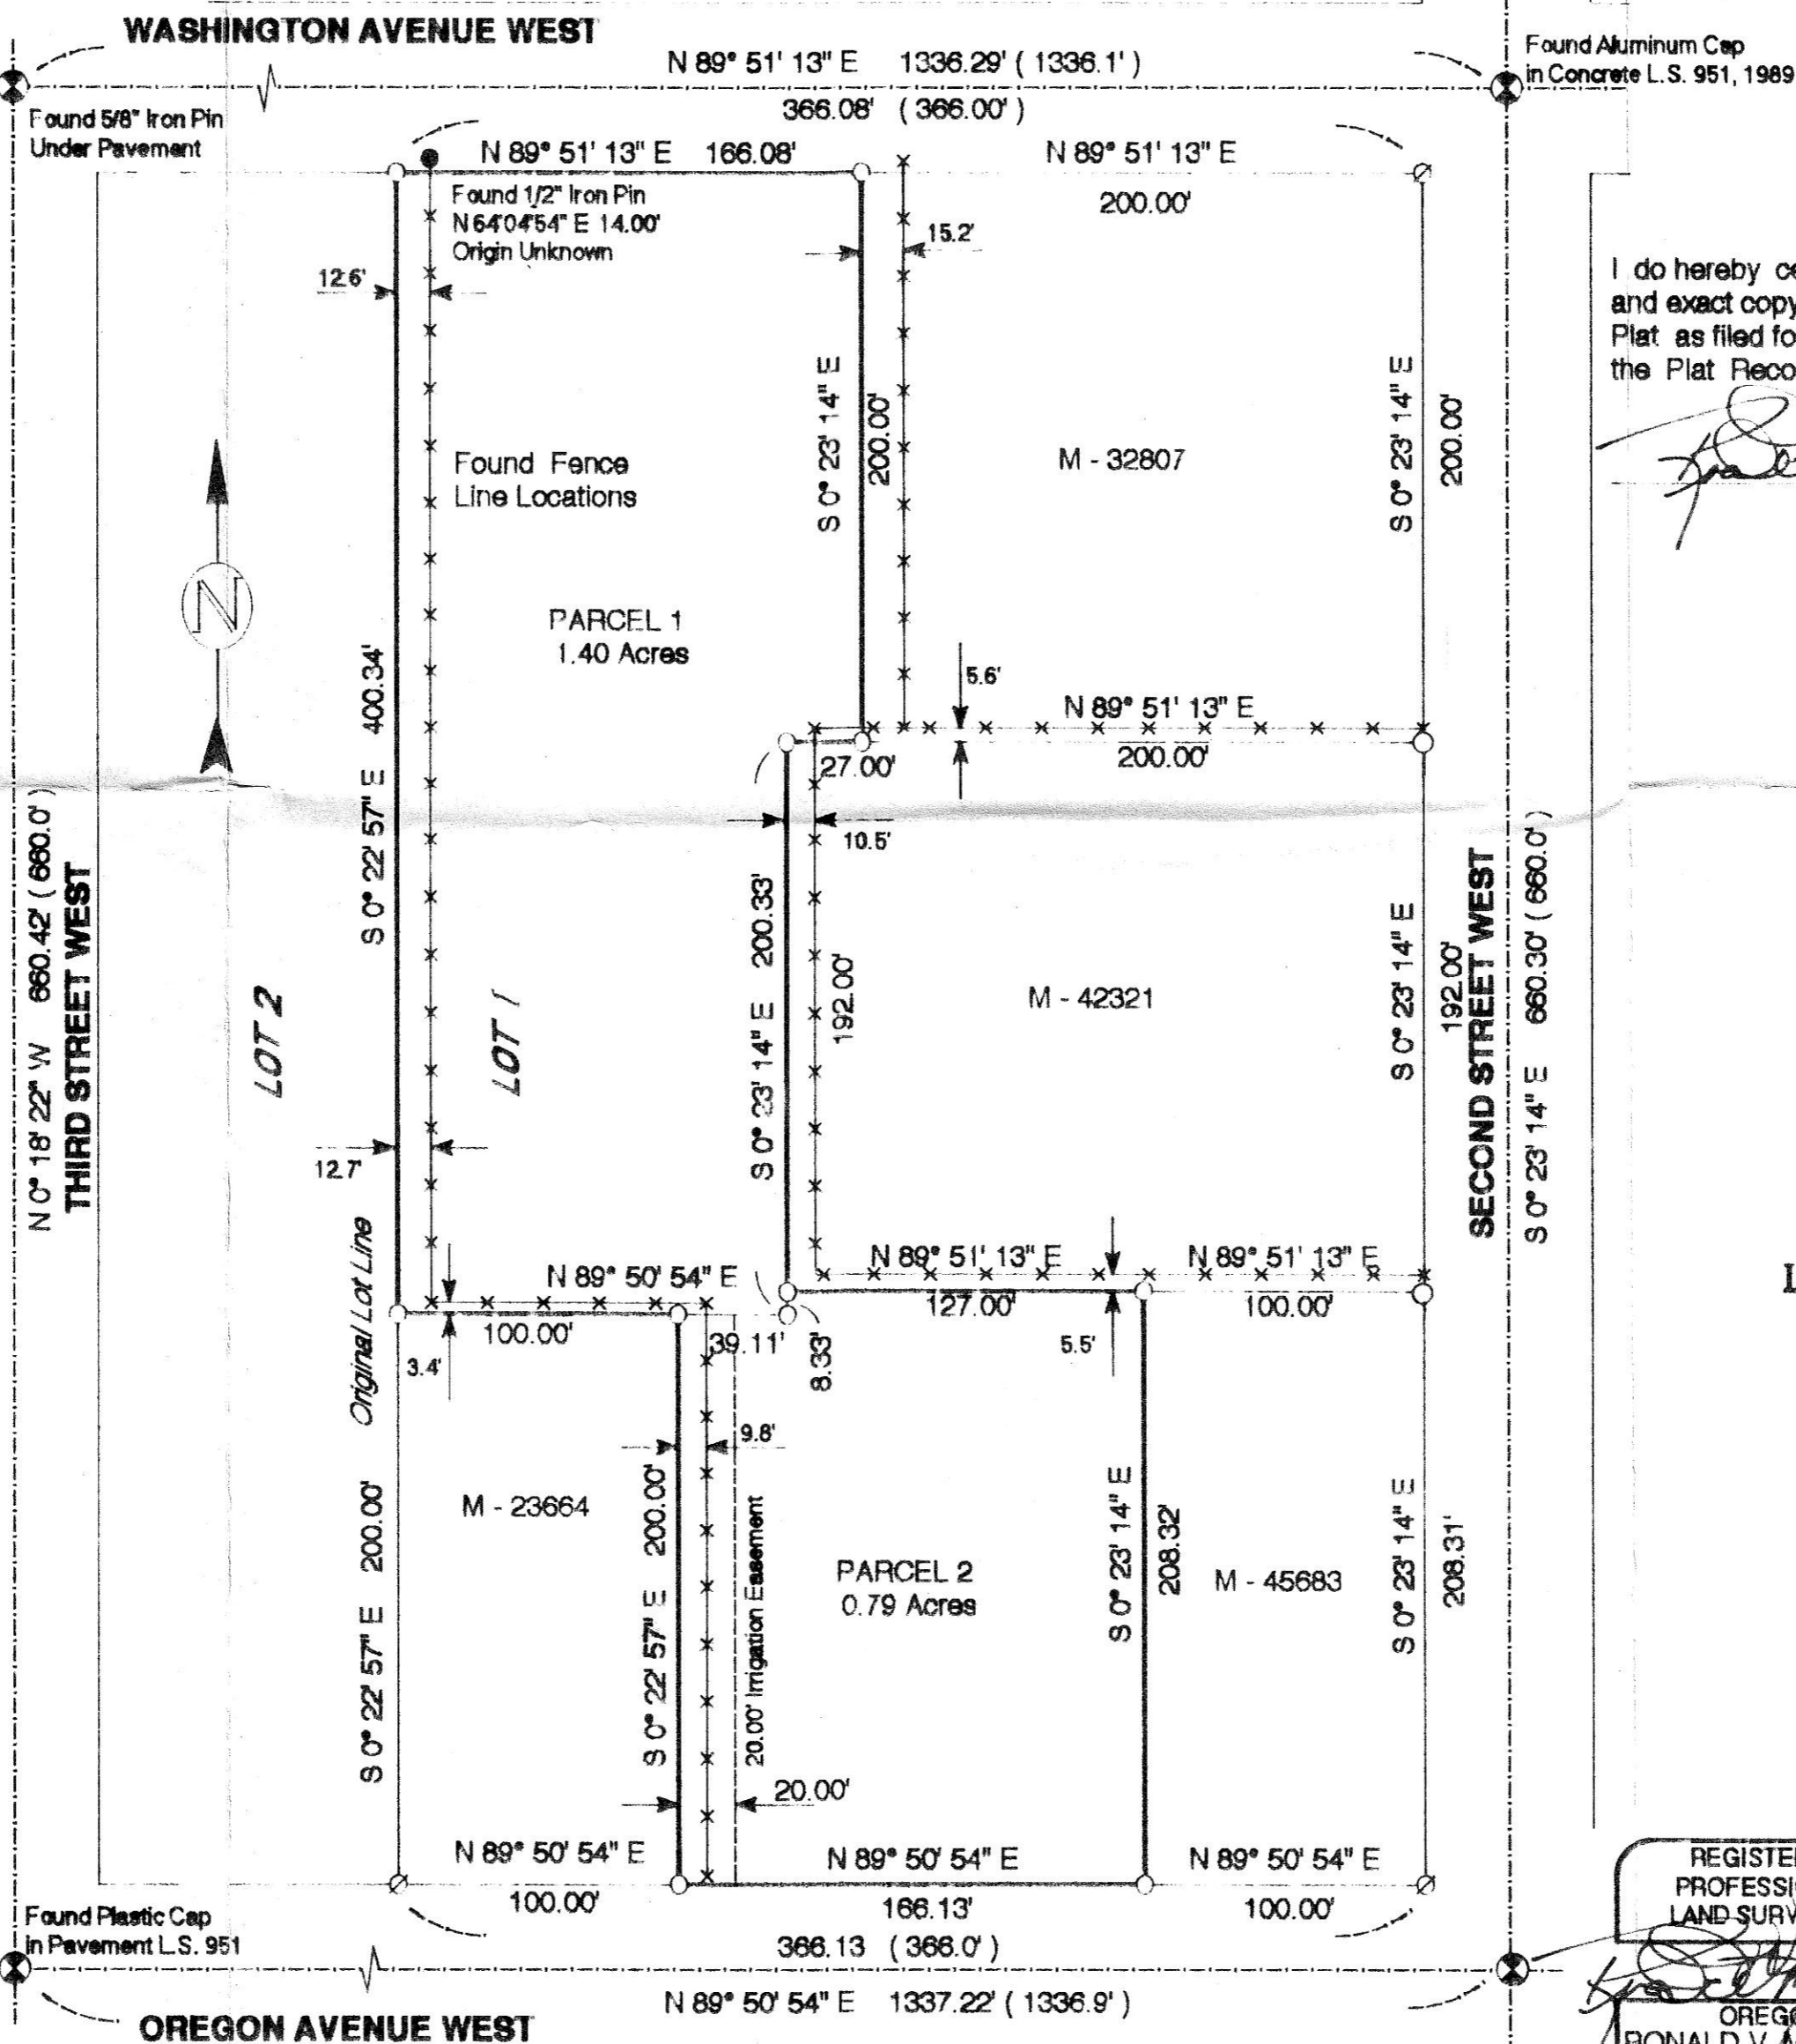 WASHINGTON AVENUE WEST
N 89° 51' 13" E 1336.29' ( 1336.1' )
Found Aluminum Cap
in Concrete L.S. 951, 1989
366.08' ( 366.00' )
Found 5/8" Iron Pin
Under Pavement
N 89° 51' 13" E 166.08'
N 89° 51' 13" E
200.00'
Found 1/2" Iron Pin
N 64°04'54" E 14.00'
Origin Unknown
15.2'
12.6'
I do hereby
and exact copy
Plat as filed
the Plat
S 0° 23' 14" E
200.00'
S 0° 23' 14" E
200.00'
M - 32807
Found Fence
Line Locations
N
PARCEL 1
1.40 Acres
S 0° 22' 57" E 400.34'
5.6'
N 89° 51' 13" E
27.00'
200.00'
10.5'
N 0° 18' 22" W 660.42' ( 660.0' )
THIRD STREET WEST
LOT 2
LOT 1
S 0° 23' 14" E 200.33'
192.00'
M - 42321
S 0° 23' 14" E
192.00'
SECOND STREET WEST
S 0° 23' 14" E 660.30' ( 660.0' )
12.7'
Original Lot Line
N 89° 50' 54" E
N 89° 51' 13" E
N 89° 51' 13" E
100.00'
127.00'
100.00'
3.4'
39.11'
8.33'
5.5'
9.8'
M - 23664
S 0° 22' 57" E 200.00'
S 0° 22' 57" E 200.00'
20.00' Irrigation Easement
PARCEL 2
0.79 Acres
S 0° 23' 14" E
208.32'
M - 45683
S 0° 23' 14" E
208.31'
20.00'
N 89° 50' 54" E
N 89° 50' 54" E
N 89° 50' 54" E
100.00'
166.13'
100.00'
Found Plastic Cap
in Pavement L.S. 951
366.13 ( 366.0' )
N 89° 50' 54" E 1337.22' ( 1336.9' )
OREGON AVENUE WEST
LAND
RONALD V.